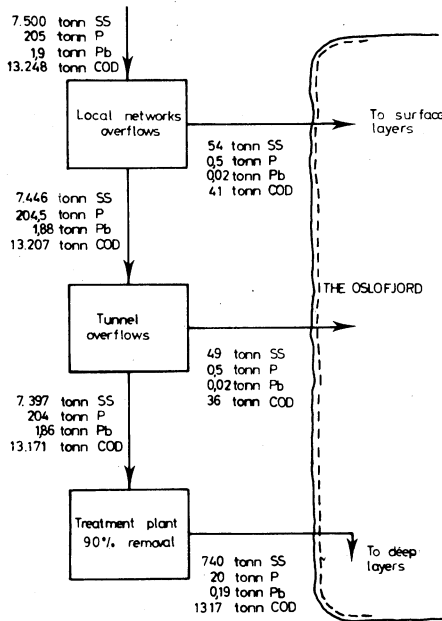 7.500 tonn SS
205 tonn P
1,9 tonn Pb
13.248 tonn COD
Local networks
overflows
To surface
layers
54 tonn SS
0,5 tonn P
0,02 tonn Pb
41 tonn COD
7.446 tonn SS
204,5 tonn P
1,88 tonn Pb
13.207 tonn COD
THE OSLOFJORD
Tunnel
overflows
49 tonn SS
0,5 tonn P
0,02 tonn Pb
36 tonn COD
7.397 tonn SS
204 tonn P
1,86 tonn Pb
13.171 tonn COD
Treatment plant
90% removal
To deep
layers
740 tonn SS
20 tonn P
0,19 tonn Pb
1317 tonn COD